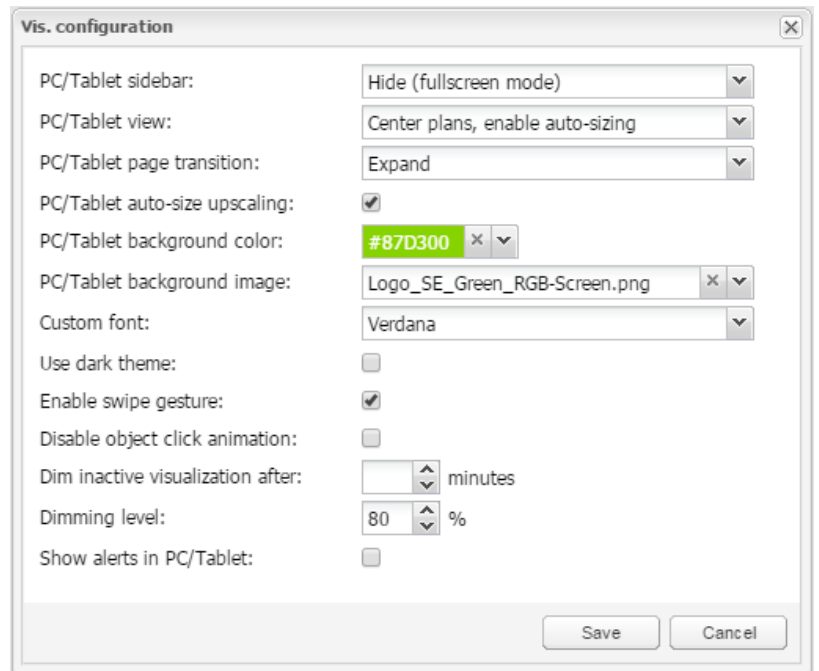 Vis. configuration
PC/Tablet sidebar: Hide (fullscreen mode)
PC/Tablet view: Center plans, enable auto-sizing
PC/Tablet page transition: Expand
PC/Tablet auto-size upscaling:
PC/Tablet background color: #87D300
PC/Tablet background image: Logo_SE_Green_RGB-Screen.png
Custom font: Verdana
Use dark theme:
Enable swipe gesture:
Disable object click animation:
Dim inactive visualization after: minutes
Dimming level: 80 %
Show alerts in PC/Tablet:
Save Cancel